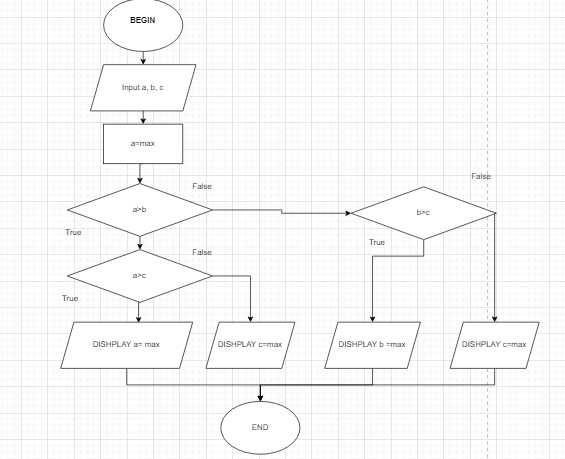 BEGIN
Input a, b, c
a=max
False
a>b
True
False
b>c
True
False
a>c
True
DISHPLAY a= max
DISHPLAY c=max
DISHPLAY b =max
DISHPLAY c=max
END